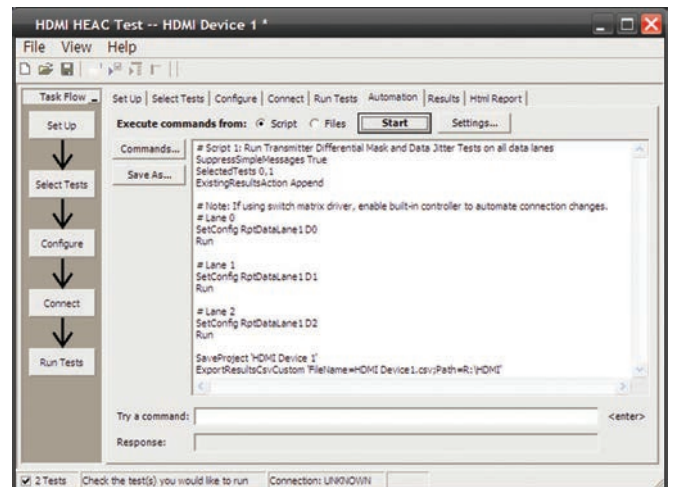 HDMI HEAC Test -- HDMI Device 1 *
File View Help
Task Flow
Set Up | Select Tests | Configure | Connect | Run Tests | Automation | Results | Html Report |
Set Up
Select Tests
Configure
Connect
Run Tests
Execute commands from: Script Files Start Settings...
Commands...
Save As...
# Script 1: Run Transmitter Differential Mask and Data Jitter Tests on all data lanes
SuppressSimpleMessages True
SelectedTests 0,1
ExistingResultsAction Append
# Note: If using switch matrix driver, enable built-in controller to automate connection changes.
# Lane 0
SetConfig RptDataLane1 D0
Run
# Lane 1
SetConfig RptDataLane1 D1
Run
# Lane 2
SetConfig RptDataLane1 D2
Run
SaveProject 'HDMI Device 1'
ExportResultsCsvCustom 'FileName=HDMI Device1.csv;Path=R:\HDMI'
Try a command: <enter>
Response:
2 Tests Check the test(s) you would like to run Connection: UNKNOWN